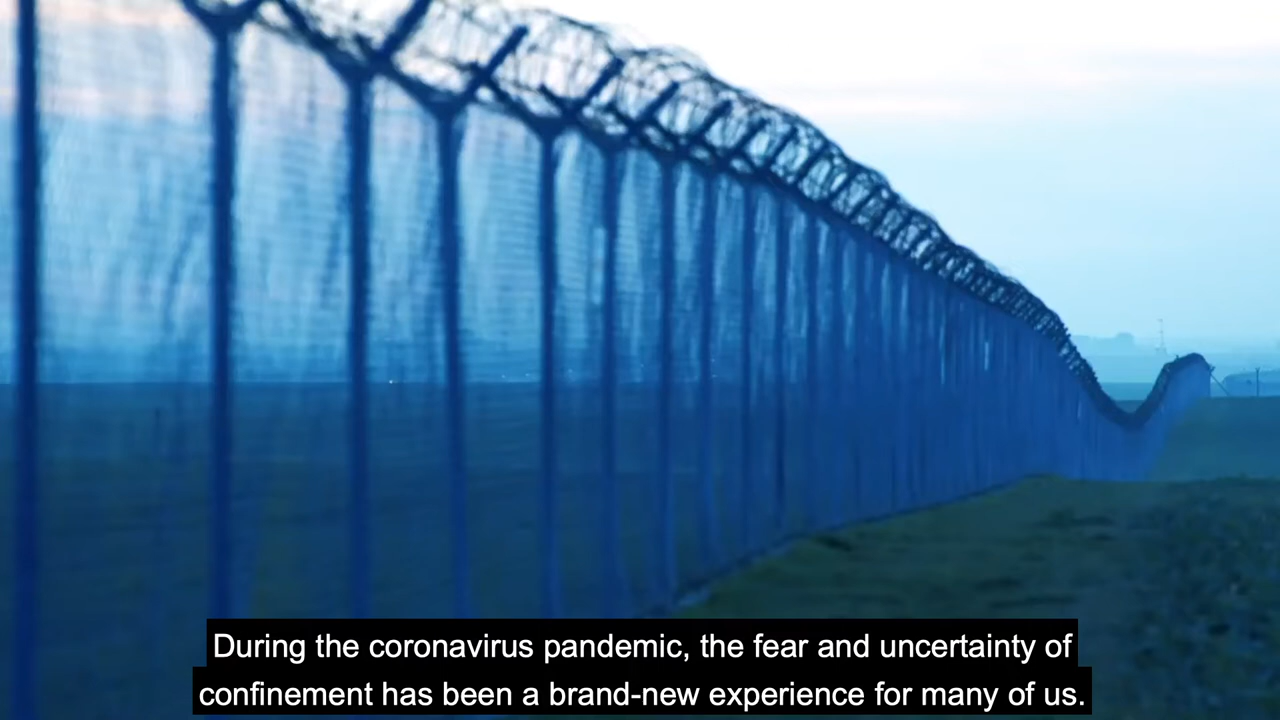 During the coronavirus pandemic, the fear and uncertainty of
confinement has been a brand-new experience for many of us.